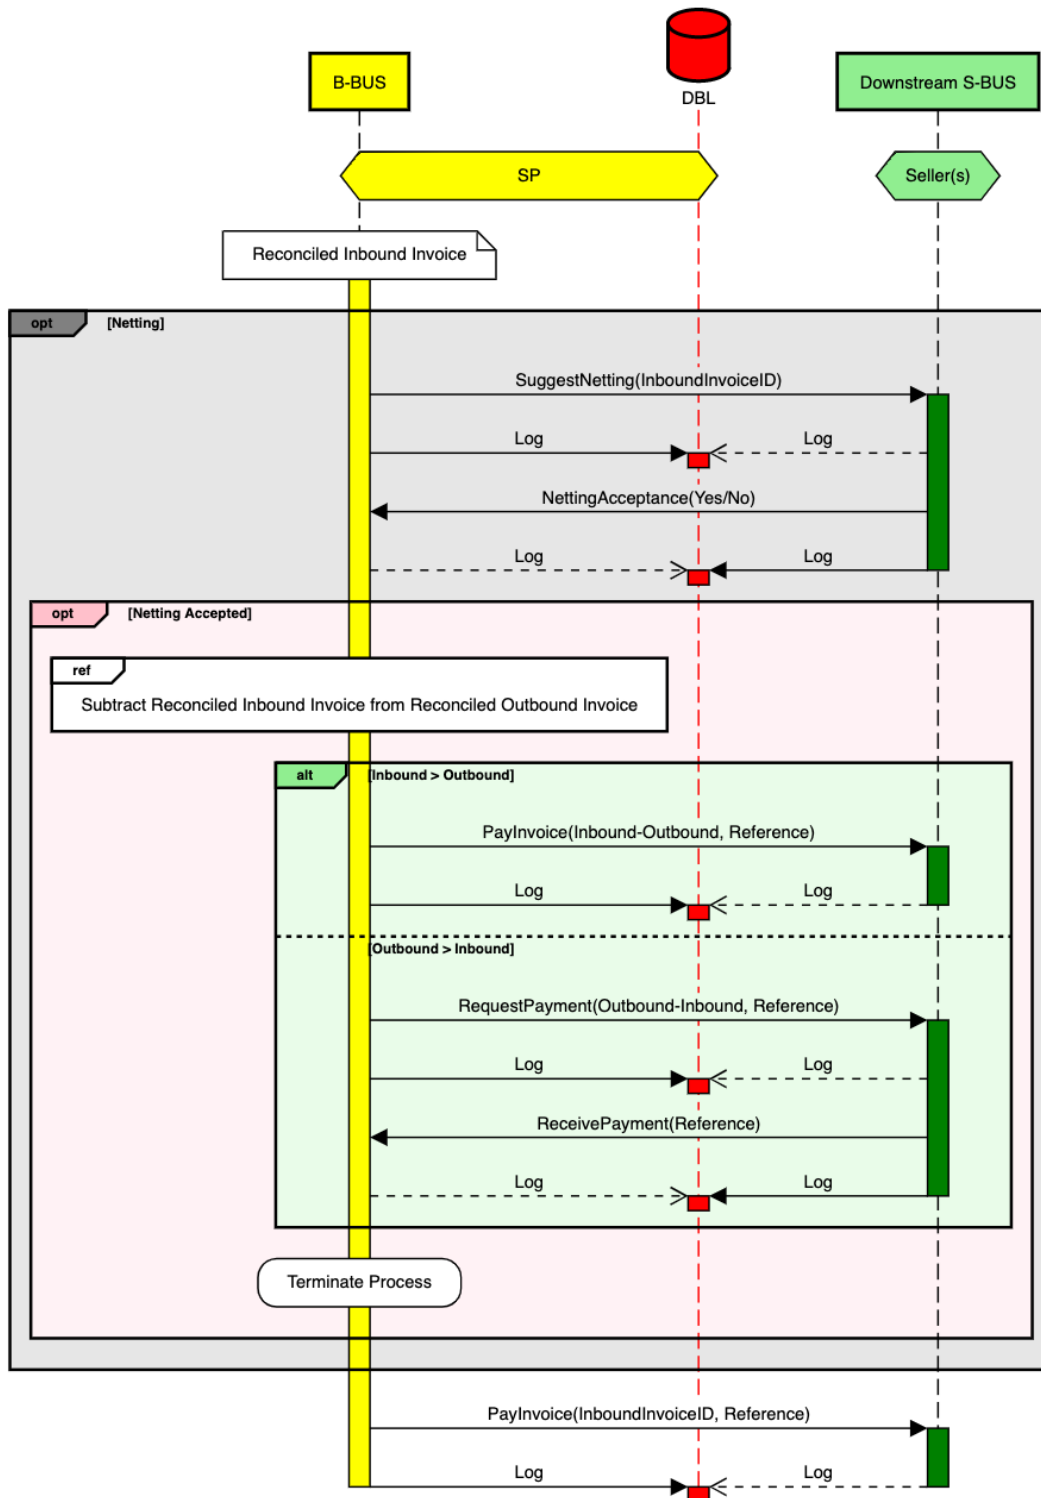 B-BUS
DBL
Downstream S-BUS
SP
Seller(s)
Reconciled Inbound Invoice
opt [Netting]
SuggestNetting(InboundInvoiceID)
Log Log
NettingAcceptance(Yes/No)
Log Log
opt [Netting Accepted]
ref
Subtract Reconciled Inbound Invoice from Reconciled Outbound Invoice
alt [Inbound > Outbound]
PayInvoice(Inbound-Outbound, Reference)
Log Log
[Outbound > Inbound]
RequestPayment(Outbound-Inbound, Reference)
Log Log
ReceivePayment(Reference)
Log Log
Terminate Process
PayInvoice(InboundInvoiceID, Reference)
Log Log